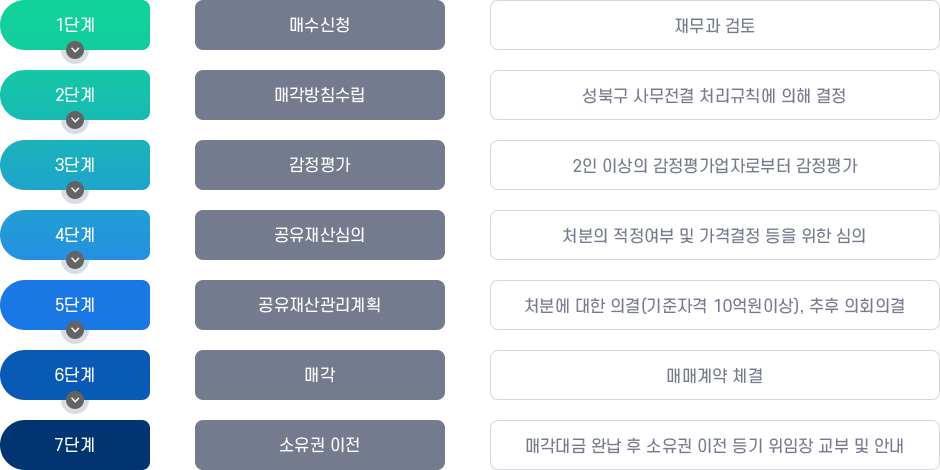 1단계 매수신청 재무과 검토
2단계 매각방침수립 성북구 사무전결 처리규칙에 의해 결정
3단계 감정평가 2인 이상의 감정평가업자로부터 감정평가
4단계 공유재산심의 처분의 적정여부 및 가격결정 등을 위한 심의
5단계 공유재산관리계획 처분에 대한 의결(기준자격 10억원이상), 추후 의회의결
6단계 매각 매매계약 체결
7단계 소유권 이전 매각대금 완납 후 소유권 이전 등기 위임장 교부 및 안내